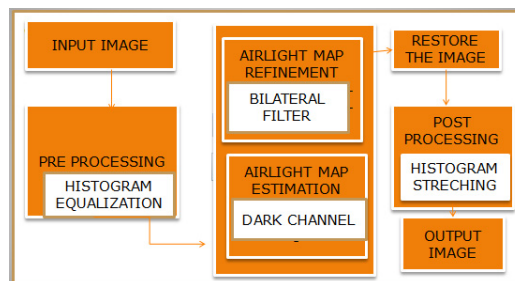 INPUT IMAGE
PRE PROCESSING
HISTOGRAM
EQUALIZATION
AIRLIGHT MAP
REFINEMENT
BILATERAL
FILTER
AIRLIGHT MAP
ESTIMATION
DARK CHANNEL
RESTORE
THE IMAGE
POST
PROCESSING
HISTOGRAM
STRECHING
OUTPUT
IMAGE